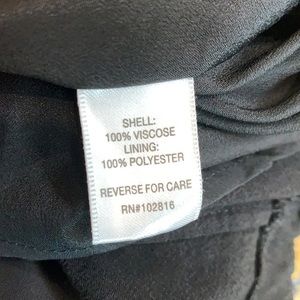 SHELL:
100% VISCOSE
LINING:
100% POLYESTER
REVERSE FOR CARE
RN#102816